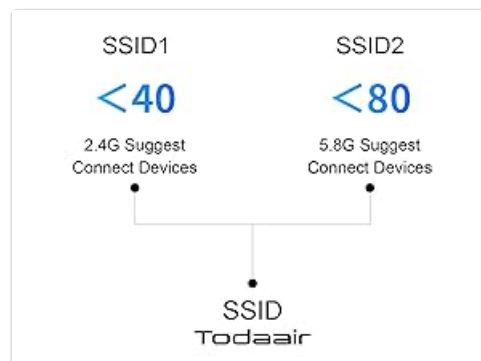 SSID1
SSID2
<40
<80
2.4G Suggest
Connect Devices
5.8G Suggest
Connect Devices
SSID
Todaair